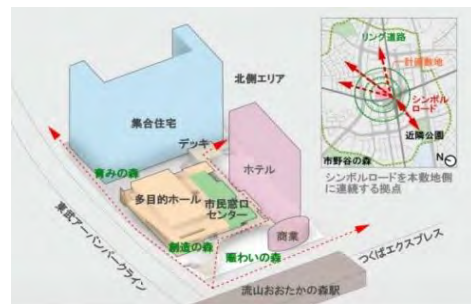 北側エリア
集合住宅
デッキ
ホテル
育みの森
多目的ホール
市民窓口
センター
創造の森
賑わいの森
商業
東武アーバンパークライン
つくばエクスプレス
流山おおたかの森駅
リング道路
計画敷地
シンボル
ロード
近隣公園
市野谷の森
N
シンボルロードを本敷地側
に連続する拠点